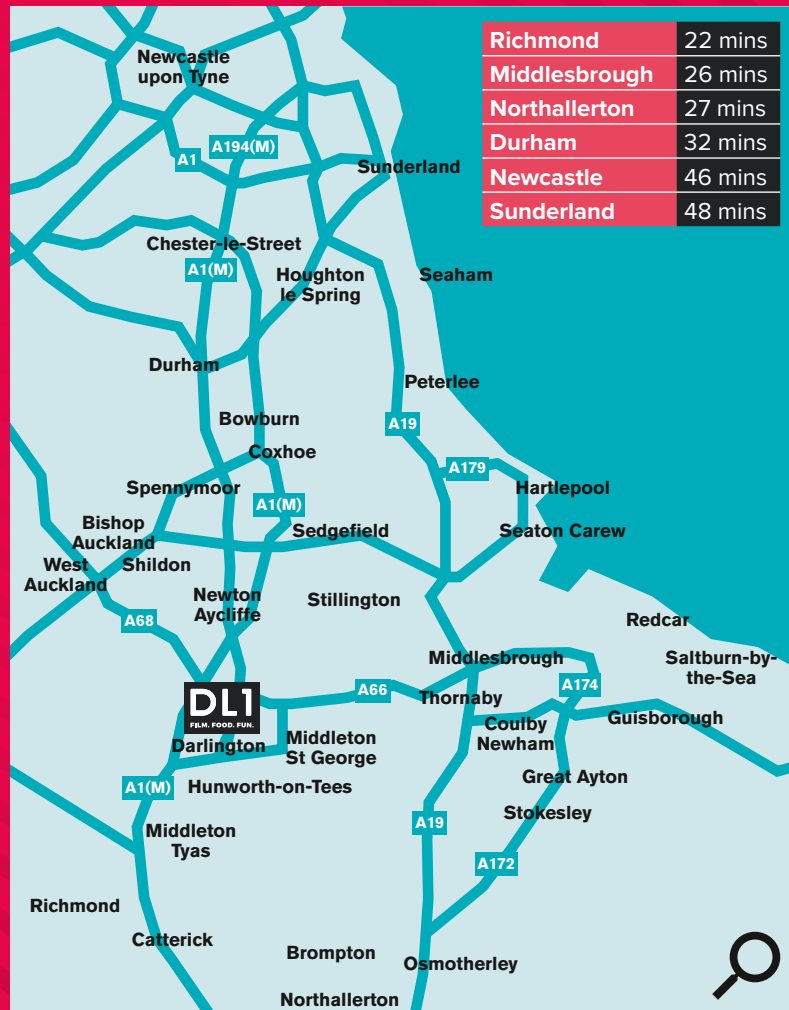 Richmond 22 mins
Middlesbrough 26 mins
Northallerton 27 mins
Durham 32 mins
Newcastle 46 mins
Sunderland 48 mins
Newcastle
upon Tyne
A194(M)
A1
Sunderland
Chester-le-Street
A1(M)
Houghton
le Spring
Seaham
Durham
Peterlee
Bowburn
A19
Coxhoe
A179
Spennymoor
Hartlepool
A1(M)
Bishop
Auckland
Sedgefield
Seaton Carew
West
Auckland
Shildon
Newton
Aycliffe
Stillington
A68
Redcar
Middlesbrough
Saltburn-by-
the-Sea
A66
A174
Thornaby
DL1
FILM. FOOD. FUN.
Guisborough
Coulby
Newham
Darlington
Middleton
St George
Great Ayton
A1(M)
Hunworth-on-Tees
Stokesley
A19
Middleton
Tyas
A172
Richmond
Catterick
Brompton
Osmotherley
Northallerton